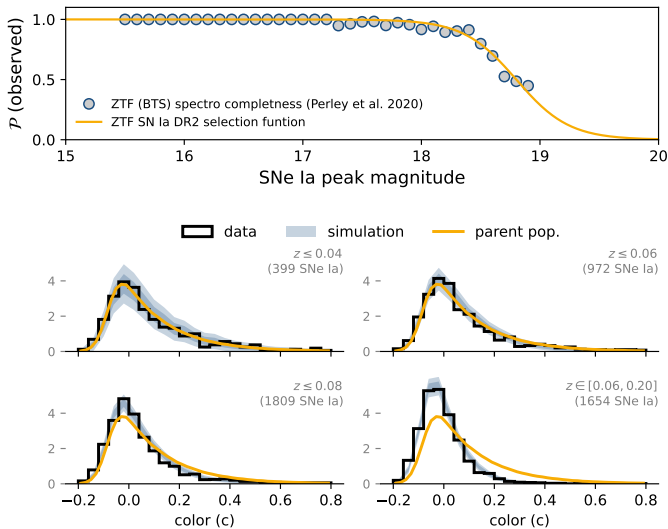 1.0
0.5
0.0
𝒫 (observed)
ZTF (BTS) spectro completness (Perley et al. 2020)
ZTF SN Ia DR2 selection funtion
15 16 17 18 19 20
SNe Ia peak magnitude
data simulation parent pop.
z ≤ 0.04
(399 SNe Ia)
4
2
0
z ≤ 0.06
(972 SNe Ia)
4
2
0
z ≤ 0.08
(1809 SNe Ia)
4
2
0
−0.2 0.0 0.2 0.4 0.6 0.8
color (c)
z ∈ [0.06, 0.20]
(1654 SNe Ia)
4
2
0
−0.2 0.0 0.2 0.4 0.6 0.8
color (c)